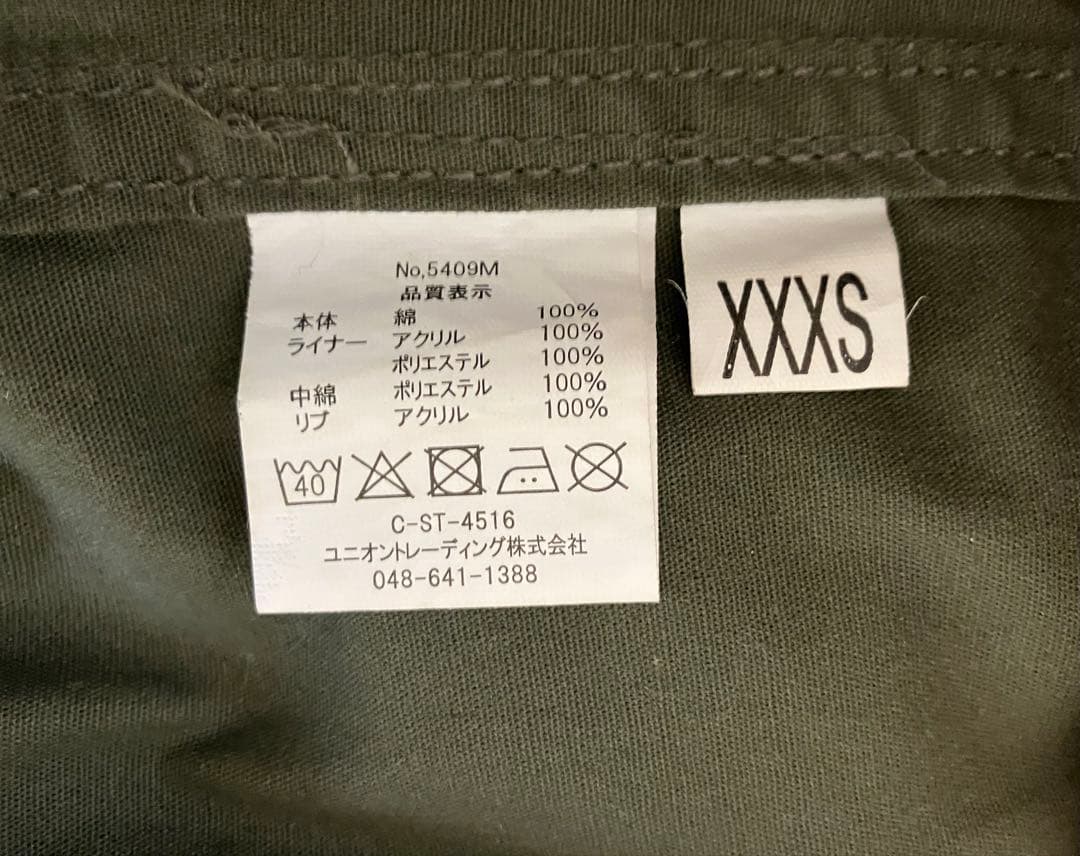 No,5409M
品質表示
本体 綿 100%
ライナー アクリル 100%
ポリエステル 100%
中綿 ポリエステル 100%
リブ アクリル 100%
40
C-ST-4516
ユニオントレーディング株式会社
048-641-1388
XXXS